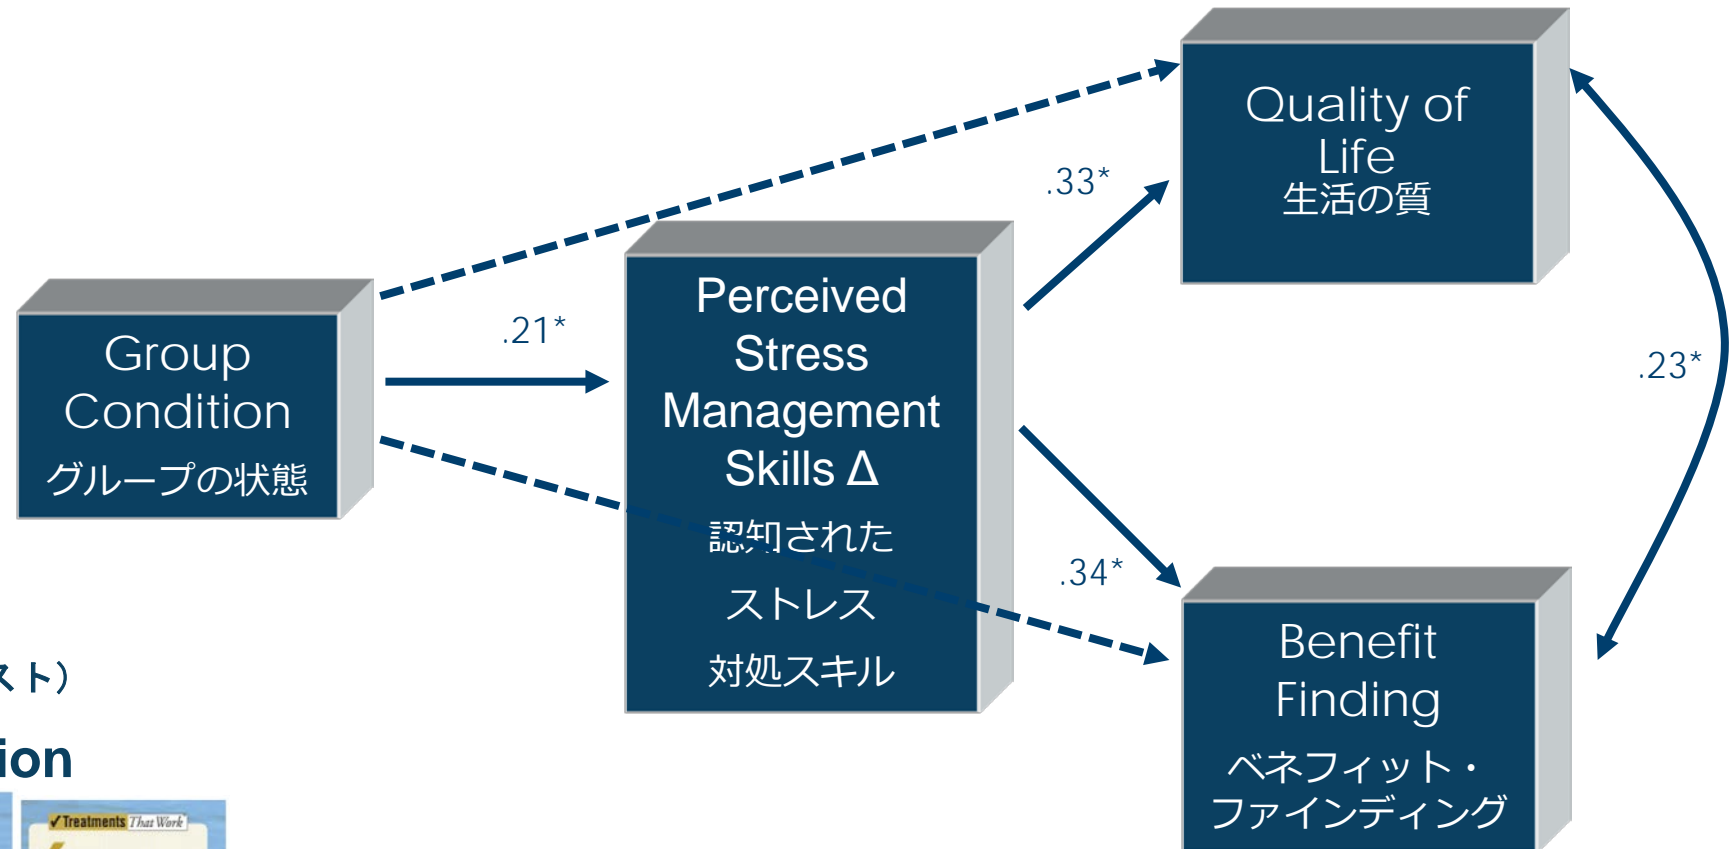 Quality of
Life
生活の質
.33*
Perceived
Stress
Management
Skills Δ
認知された
ストレス
対処スキル
.21*
Group
Condition
グループの状態
.23*
.34*
Benefit
Finding
ベネフィット・
ファインディング
スト）
ion
✓Treatments That Work